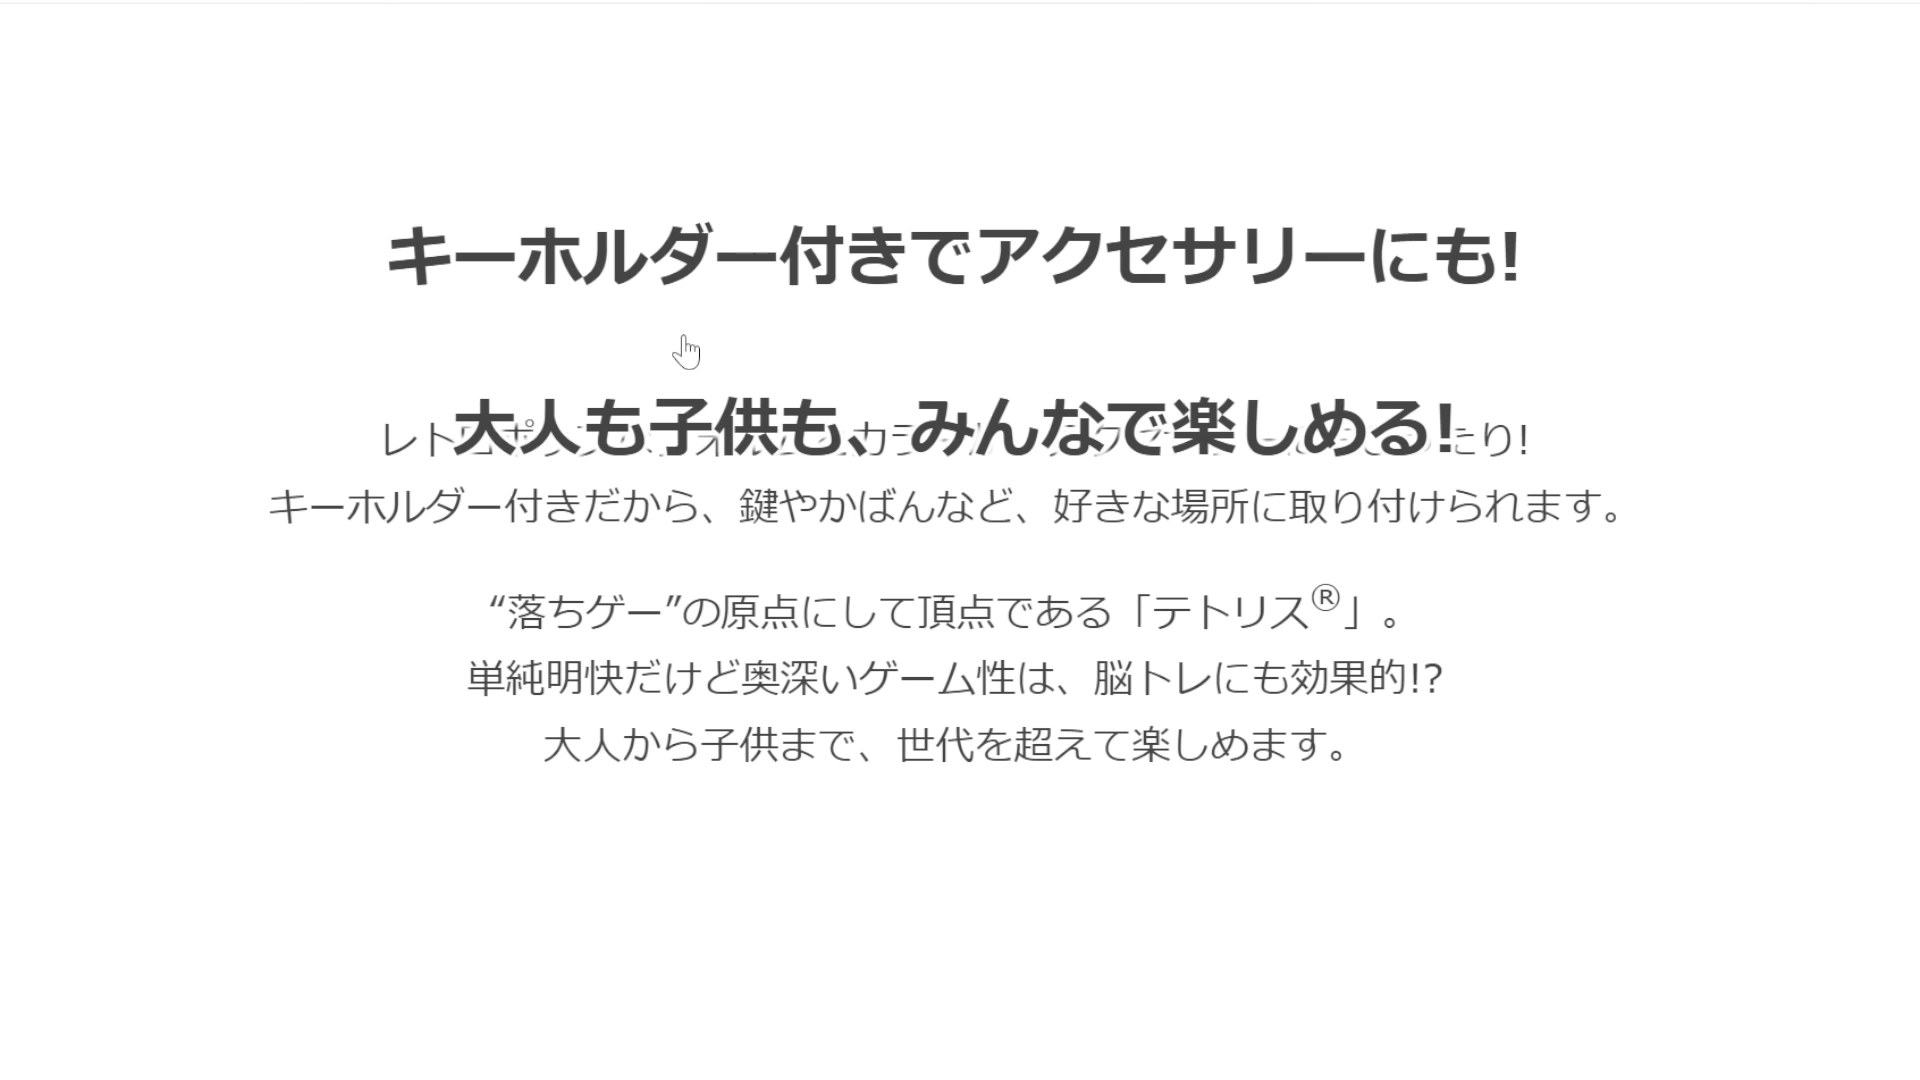 キーホルダー付きでアクセサリーにも!
大人も子供も、みんなで楽しめる!
レト たり!
キーホルダー付きだから、鍵やかばんなど、好きな場所に取り付けられます。
“落ちゲー”の原点にして頂点である「テトリス®」。
単純明快だけど奥深いゲーム性は、脳トレにも効果的!?
大人から子供まで、世代を超えて楽しめます。